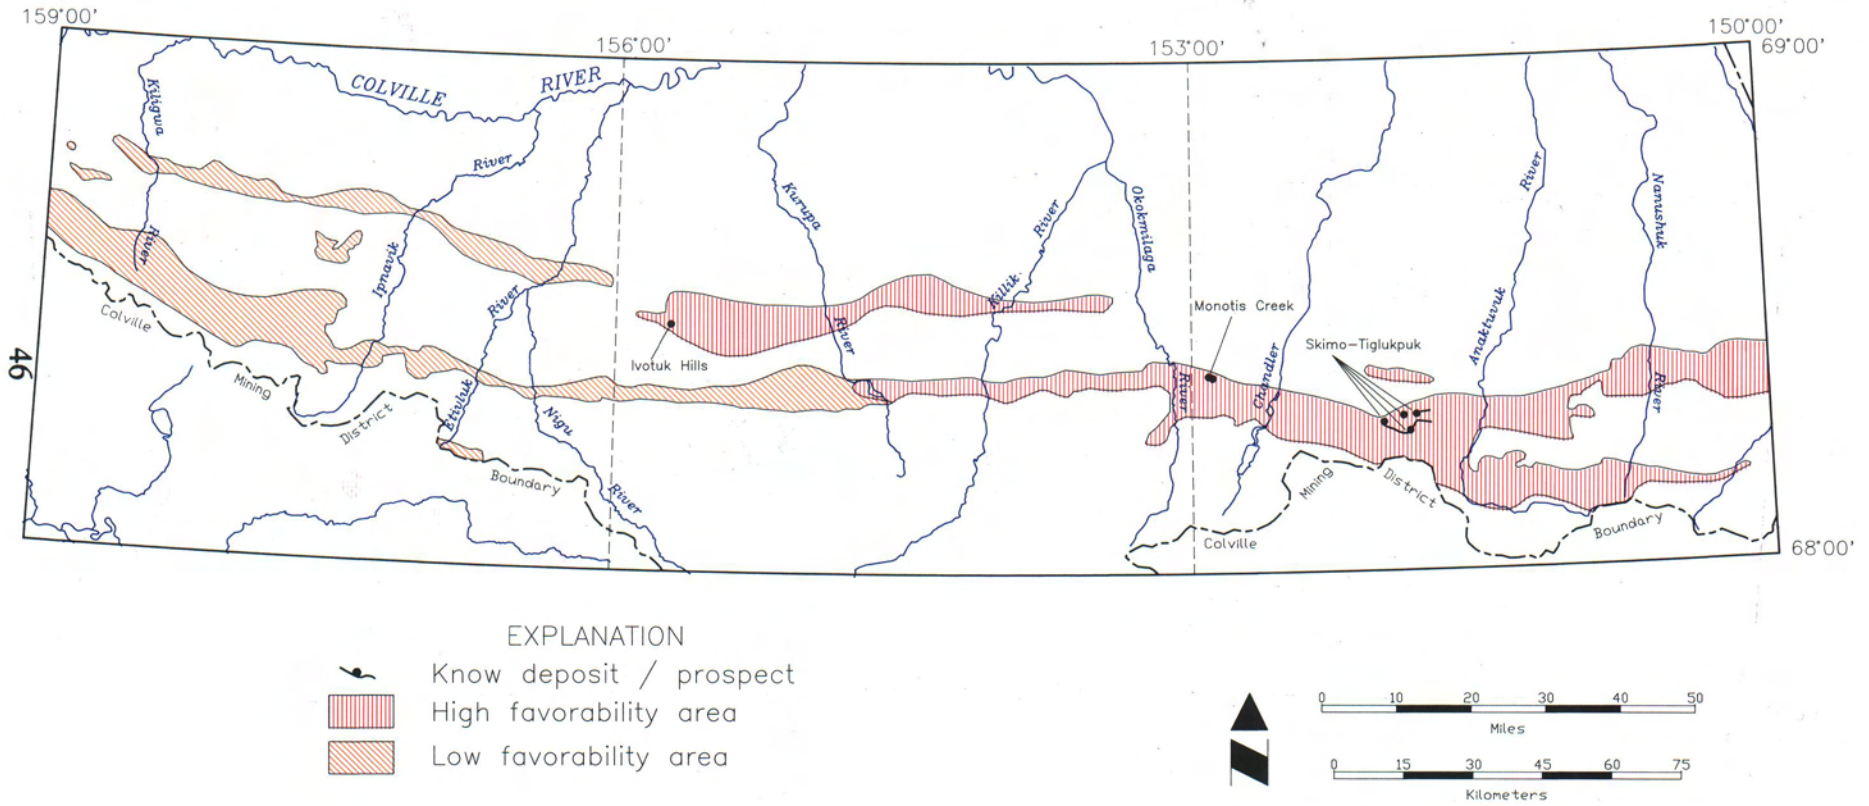 159°00'
156°00'
153°00'
150°00'
69°00'
COLVILLE RIVER
Kiligwa
River
River
Ipnavik
River
Etivluk
Nigu
River
Kurupa
River
River
Killik
Okokmilaga
River
Monotis Creek
Ivotuk Hills
Skimo-Tiglukpuk
Chandler
River
Anaktuvuk
Nanushuk
River
Colville
Mining
District
Boundary
46
Colville
Mining
District
Boundary
68°00'
EXPLANATION
Know deposit / prospect
High favorability area
Low favorability area
0 10 20 30 40 50
Miles
0 15 30 45 60 75
Kilometers
N